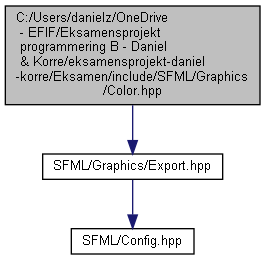 C:/Users/danielz/OneDrive
- EFIF/Eksamensprojekt
programmering B - Daniel
& Korre/eksamensprojekt-daniel
-korre/Eksamen/include/SFML/Graphics
/Color.hpp
SFML/Graphics/Export.hpp
SFML/Config.hpp